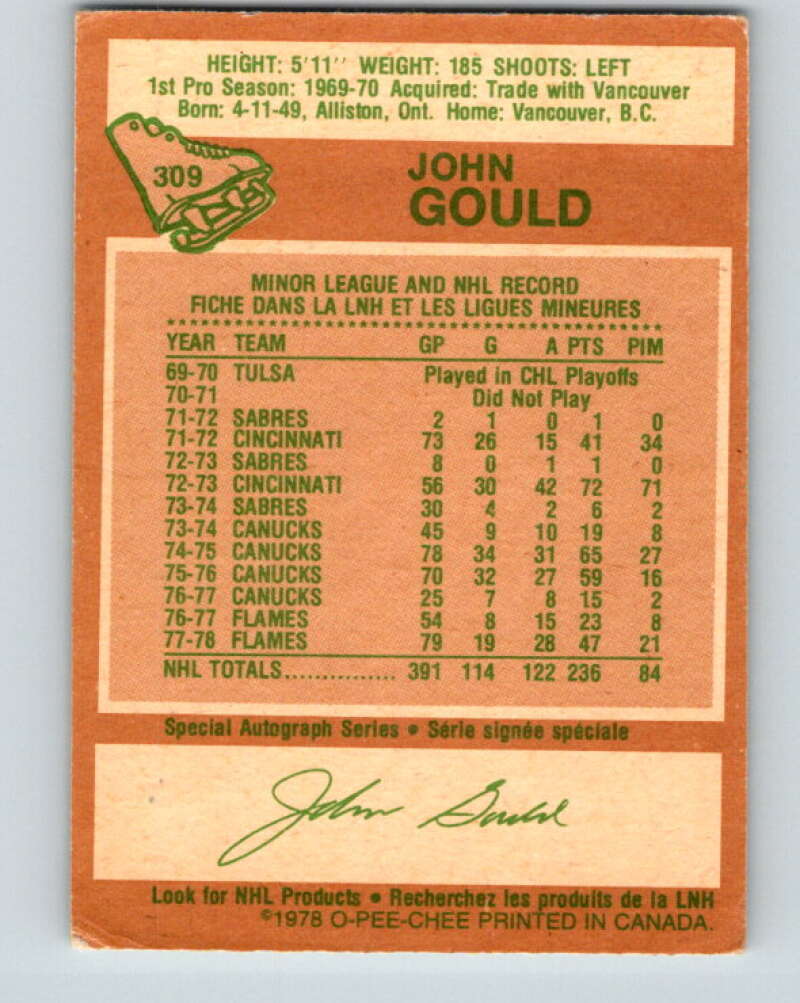 HEIGHT: 5'11'' WEIGHT: 185 SHOOTS: LEFT
1st Pro Season: 1969-70 Acquired: Trade with Vancouver
Born: 4-11-49, Alliston, Ont. Home: Vancouver, B.C.
309
JOHN
GOULD
MINOR LEAGUE AND NHL RECORD
FICHE DANS LA LNH ET LES LIGUES MINEURES
YEAR TEAM GP G A PTS PIM
69-70 TULSA Played in CHL Playoffs
70-71 Did Not Play
71-72 SABRES 2 1 0 1 0
71-72 CINCINNATI 73 26 15 41 34
72-73 SABRES 8 0 1 1 0
72-73 CINCINNATI 56 30 42 72 71
73-74 SABRES 30 4 2 6 2
73-74 CANUCKS 45 9 10 19 8
74-75 CANUCKS 78 34 31 65 27
75-76 CANUCKS 70 32 27 59 16
76-77 CANUCKS 25 7 8 15 2
76-77 FLAMES 54 8 15 23 8
77-78 FLAMES 79 19 28 47 21
NHL TOTALS............... 391 114 122 236 84
Special Autograph Series • Série signée spéciale
John Gould
Look for NHL Products • Recherchez les produits de la LNH
©1978 O-PEE-CHEE PRINTED IN CANADA.